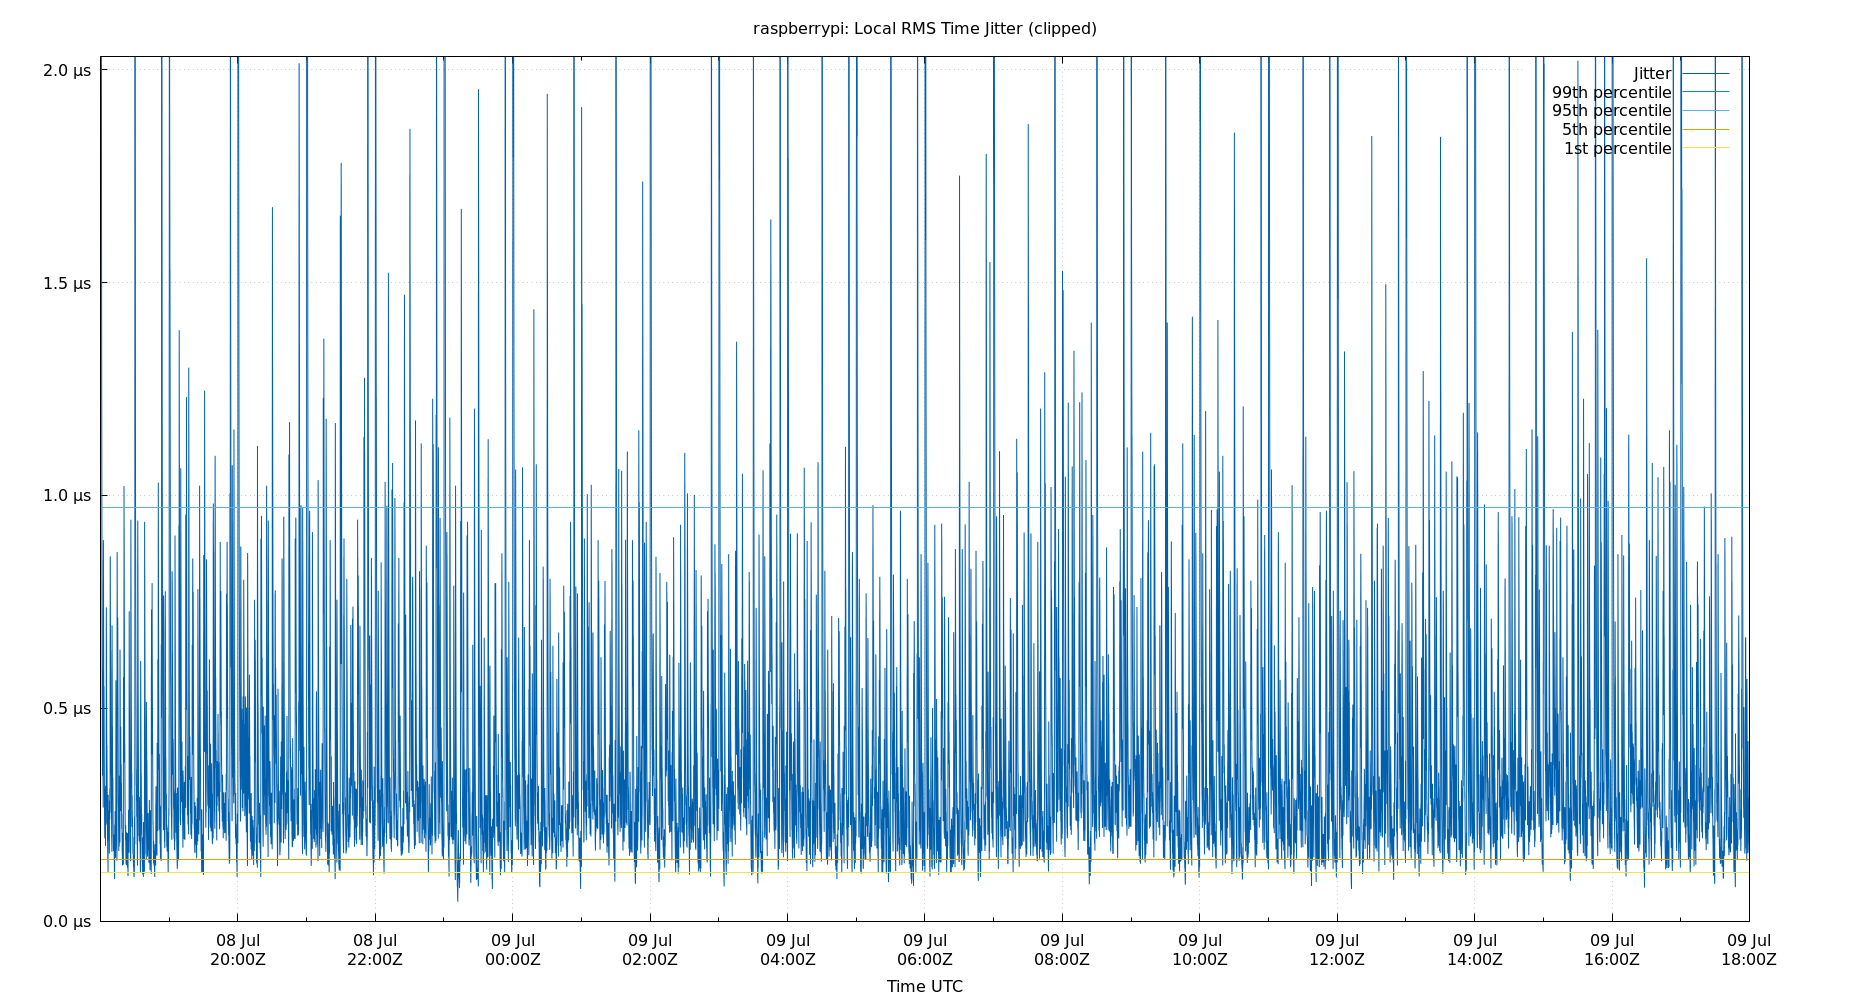 raspberrypi: Local RMS Time Jitter (clipped)
2.0 µs
1.5 µs
1.0 µs
0.5 µs
0.0 µs
Jitter
99th percentile
95th percentile
5th percentile
1st percentile
08 Jul 08 Jul 09 Jul 09 Jul 09 Jul 09 Jul 09 Jul 09 Jul 09 Jul 09 Jul 09 Jul 09 Jul
20:00Z 22:00Z 00:00Z 02:00Z 04:00Z 06:00Z 08:00Z 10:00Z 12:00Z 14:00Z 16:00Z 18:00Z
Time UTC